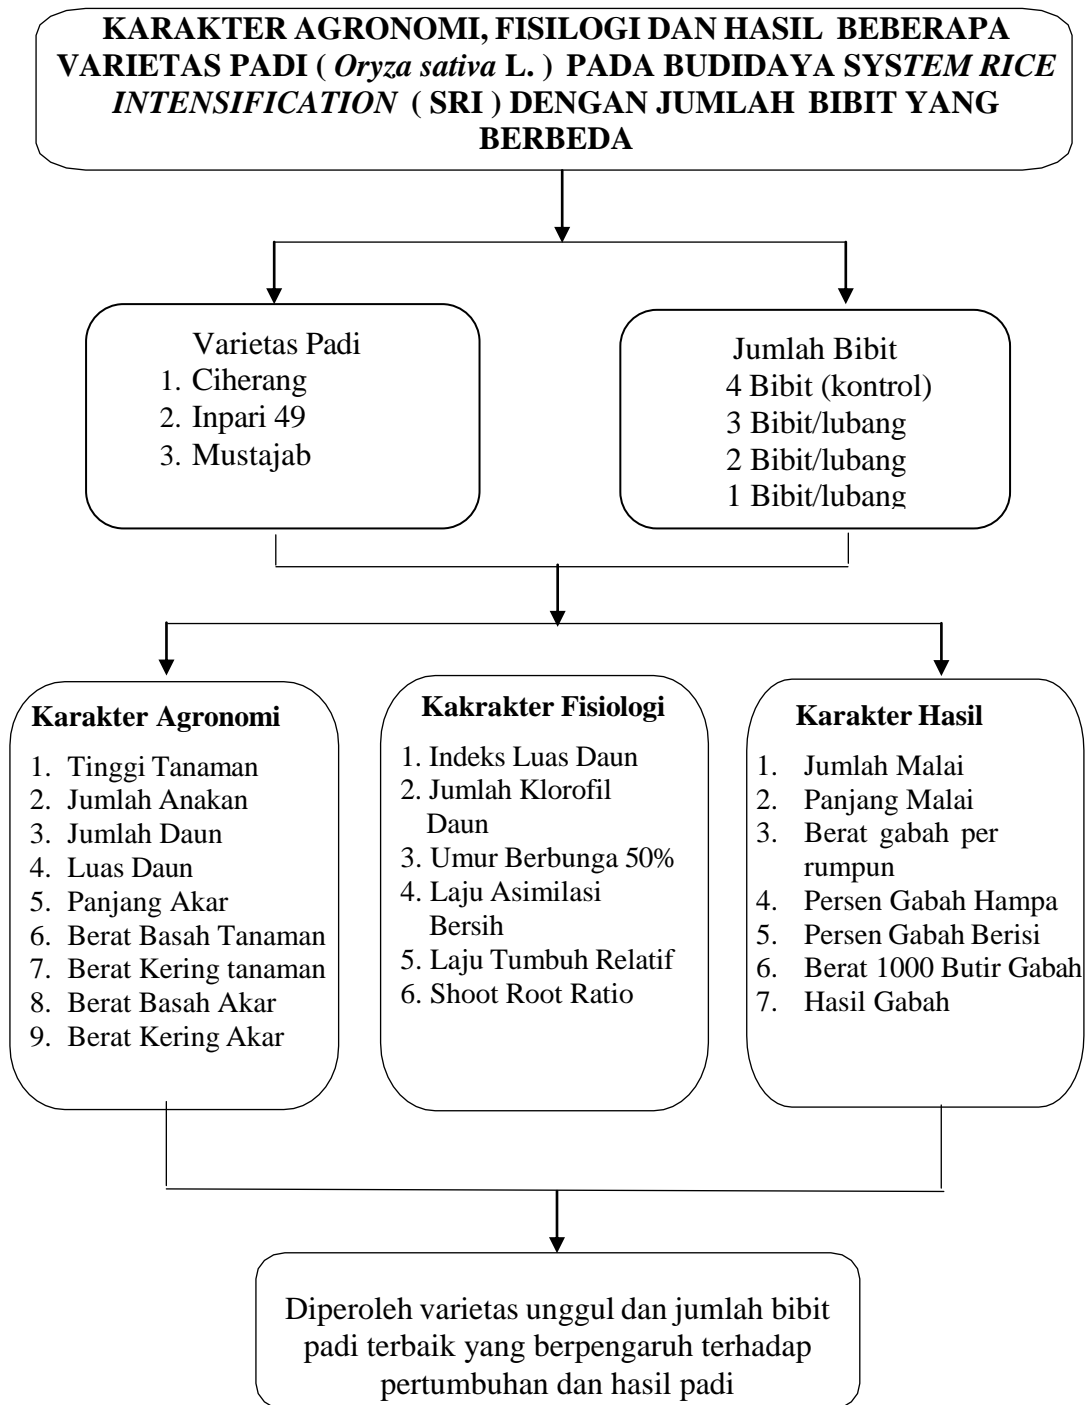 KARAKTER AGRONOMI, FISILOGI DAN HASIL BEBERAPA
VARIETAS PADI ( Oryza sativa L. ) PADA BUDIDAYA SYSTEM RICE
INTENSIFICATION ( SRI ) DENGAN JUMLAH BIBIT YANG
BERBEDA
Varietas Padi
1. Ciherang
2. Inpari 49
3. Mustajab
Jumlah Bibit
4 Bibit (kontrol)
3 Bibit/lubang
2 Bibit/lubang
1 Bibit/lubang
Karakter Agronomi
1. Tinggi Tanaman
2. Jumlah Anakan
3. Jumlah Daun
4. Luas Daun
5. Panjang Akar
6. Berat Basah Tanaman
7. Berat Kering tanaman
8. Berat Basah Akar
9. Berat Kering Akar
Kakrakter Fisiologi
1. Indeks Luas Daun
2. Jumlah Klorofil
Daun
3. Umur Berbunga 50%
4. Laju Asimilasi
Bersih
5. Laju Tumbuh Relatif
6. Shoot Root Ratio
Karakter Hasil
1. Jumlah Malai
2. Panjang Malai
3. Berat gabah per
rumpun
4. Persen Gabah Hampa
5. Persen Gabah Berisi
6. Berat 1000 Butir Gabah
7. Hasil Gabah
Diperoleh varietas unggul dan jumlah bibit
padi terbaik yang berpengaruh terhadap
pertumbuhan dan hasil padi